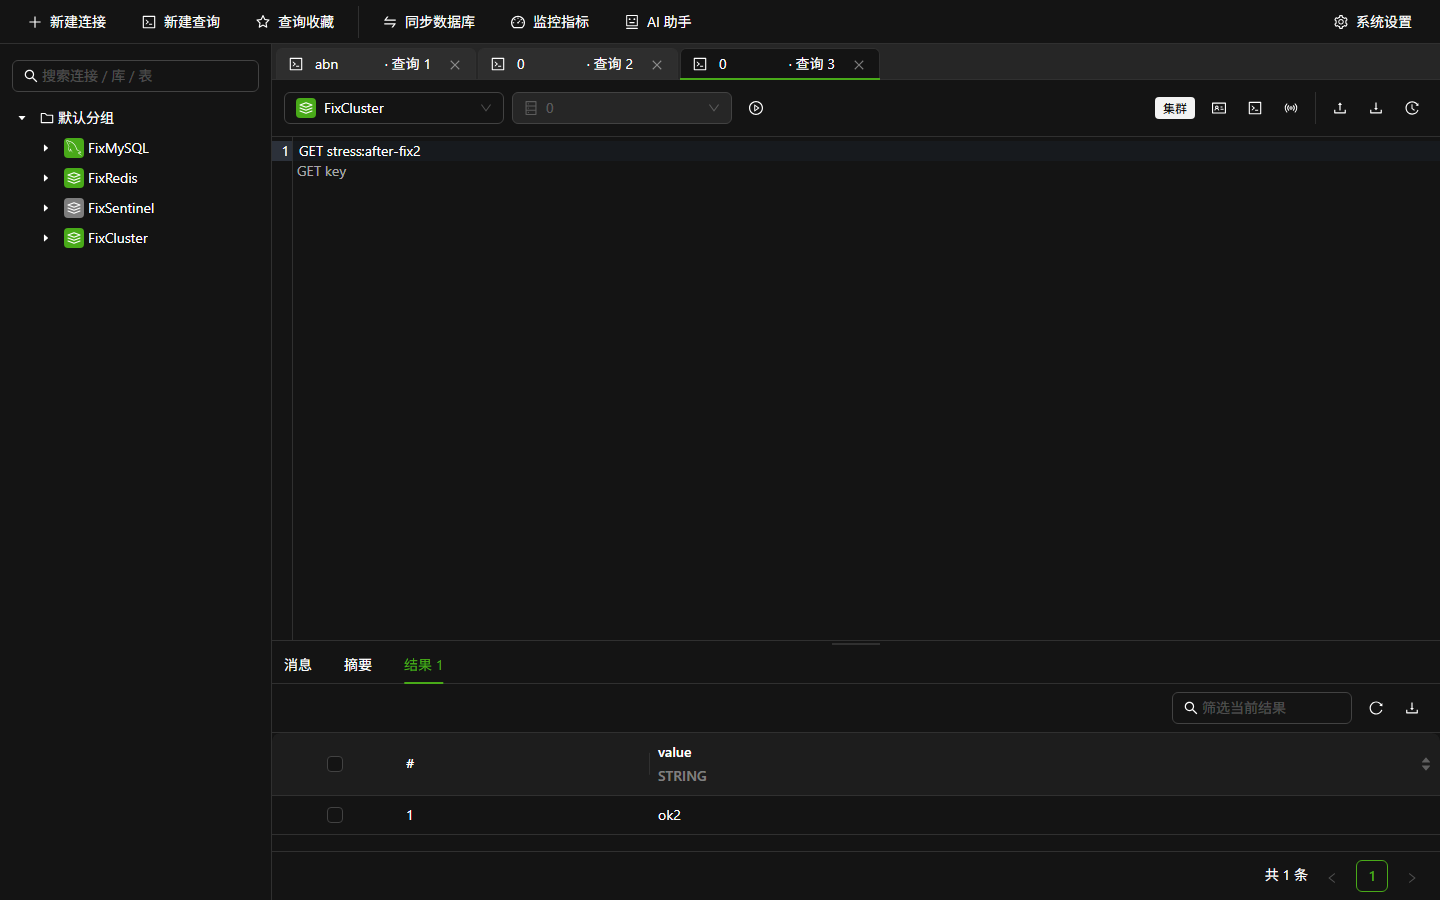 新建连接 新建查询 查询收藏 同步数据库 监控指标 AI 助手 系统设置
搜索连接 / 库 / 表
默认分组
FixMySQL
FixRedis
FixSentinel
FixCluster
abn · 查询 1 0 · 查询 2 0 · 查询 3
FixCluster 0 集群
1 GET stress:after-fix2
GET key
消息 摘要 结果 1
筛选当前结果
# value
STRING
1 ok2
共 1 条 1